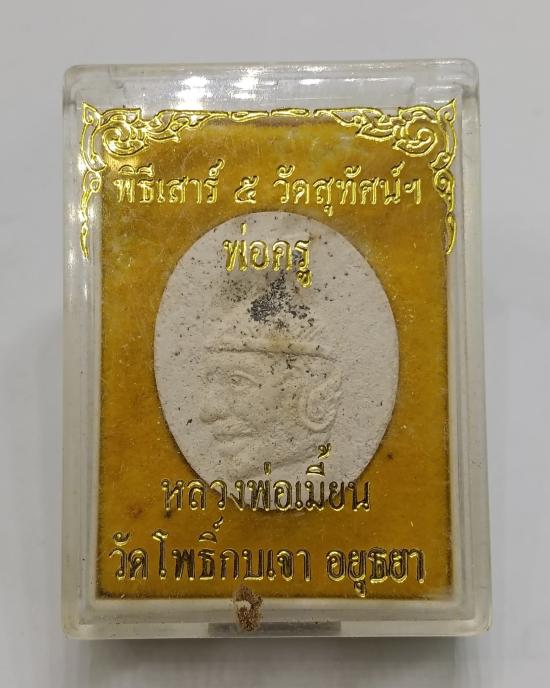 พิธีเสาร์ ๕ วัดสุทัศน์ฯ
พ่อครู
หลวงพ่อเมี้ยน
วัดโพธิ์กบเจา อยุธยา